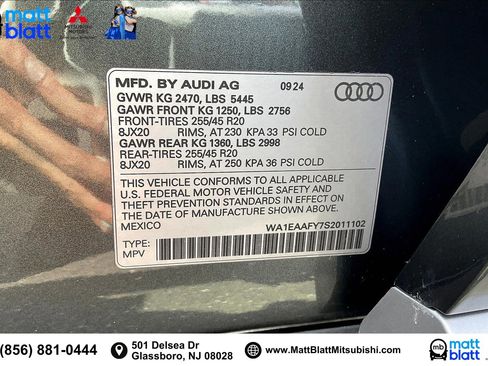 matt
blatt
MITSUBISHI
MOTORS
MFD. BY AUDI AG 09 24
GVWR KG 2470, LBS 5445
GAWR FRONT KG 1250, LBS 2756
FRONT-TIRES 255/45 R20
8JX20 RIMS, AT 230 KPA 33 PSI COLD
GAWR REAR KG 1360, LBS 2998
REAR-TIRES 255/45 R20
8JX20 RIMS, AT 250 KPA 36 PSI COLD
THIS VEHICLE CONFORMS TO ALL APPLICABLE
U.S. FEDERAL MOTOR VEHICLE SAFETY AND
THEFT PREVENTION STANDARDS IN EFFECT ON
THE DATE OF MANUFACTURE SHOWN ABOVE.
MEXICO
WA1EAAFY7S2011102
TYPE:
MPV
(856) 881-0444
501 Delsea Dr
Glassboro, NJ 08028
www.MattBlattMitsubishi.com
mb
matt
blatt